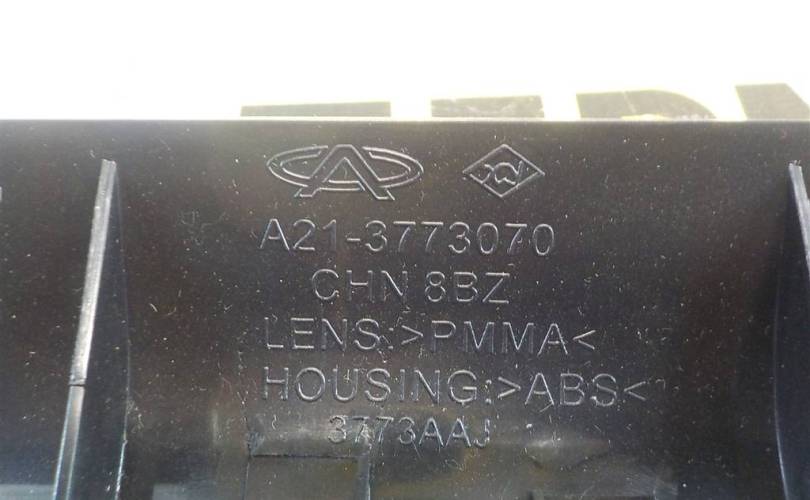 A21-3773070
CHN 8BZ
LENS:>PMMA<
HOUSING:>ABS<
3773AAJ